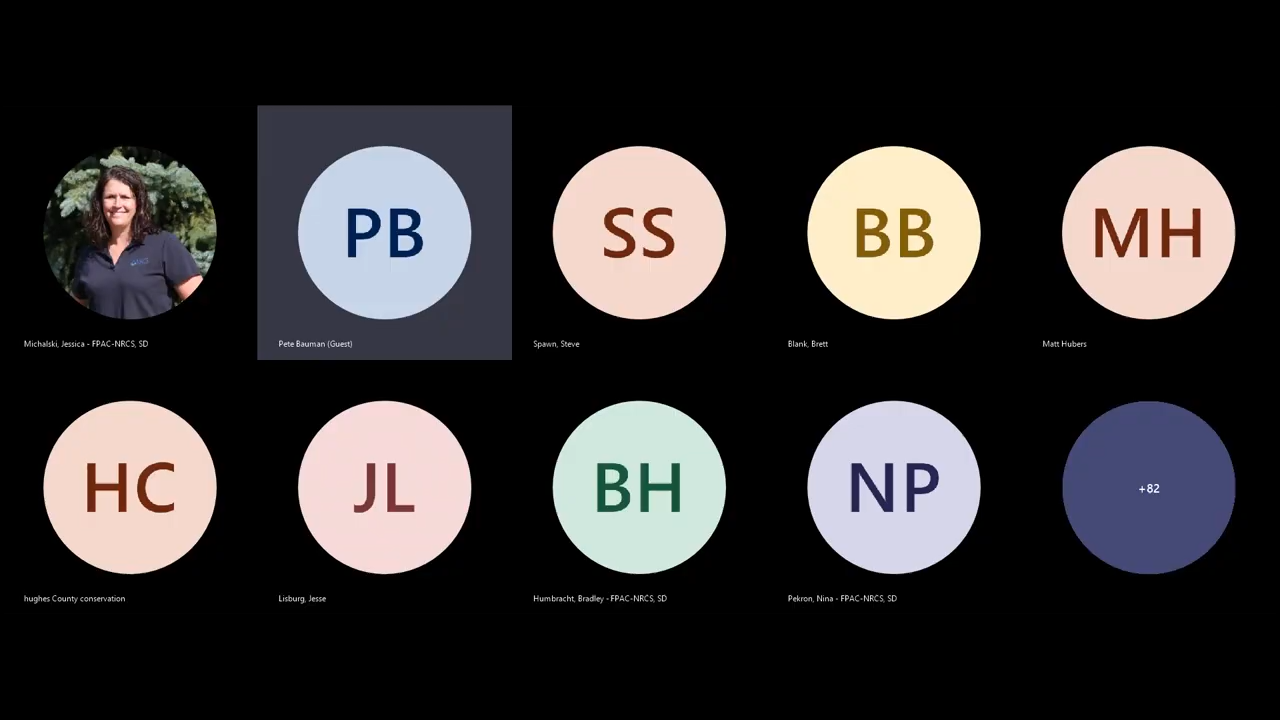 PB
SS
BB
MH
Michalski, Jessica - FPAC-NRCS, SD
Pete Bauman (Guest)
Spawn, Steve
Blank, Brett
Matt Hubers
HC
JL
BH
NP
+82
hughes County conservation
Lisburg, Jesse
Humbracht, Bradley - FPAC-NRCS, SD
Pekron, Nina - FPAC-NRCS, SD